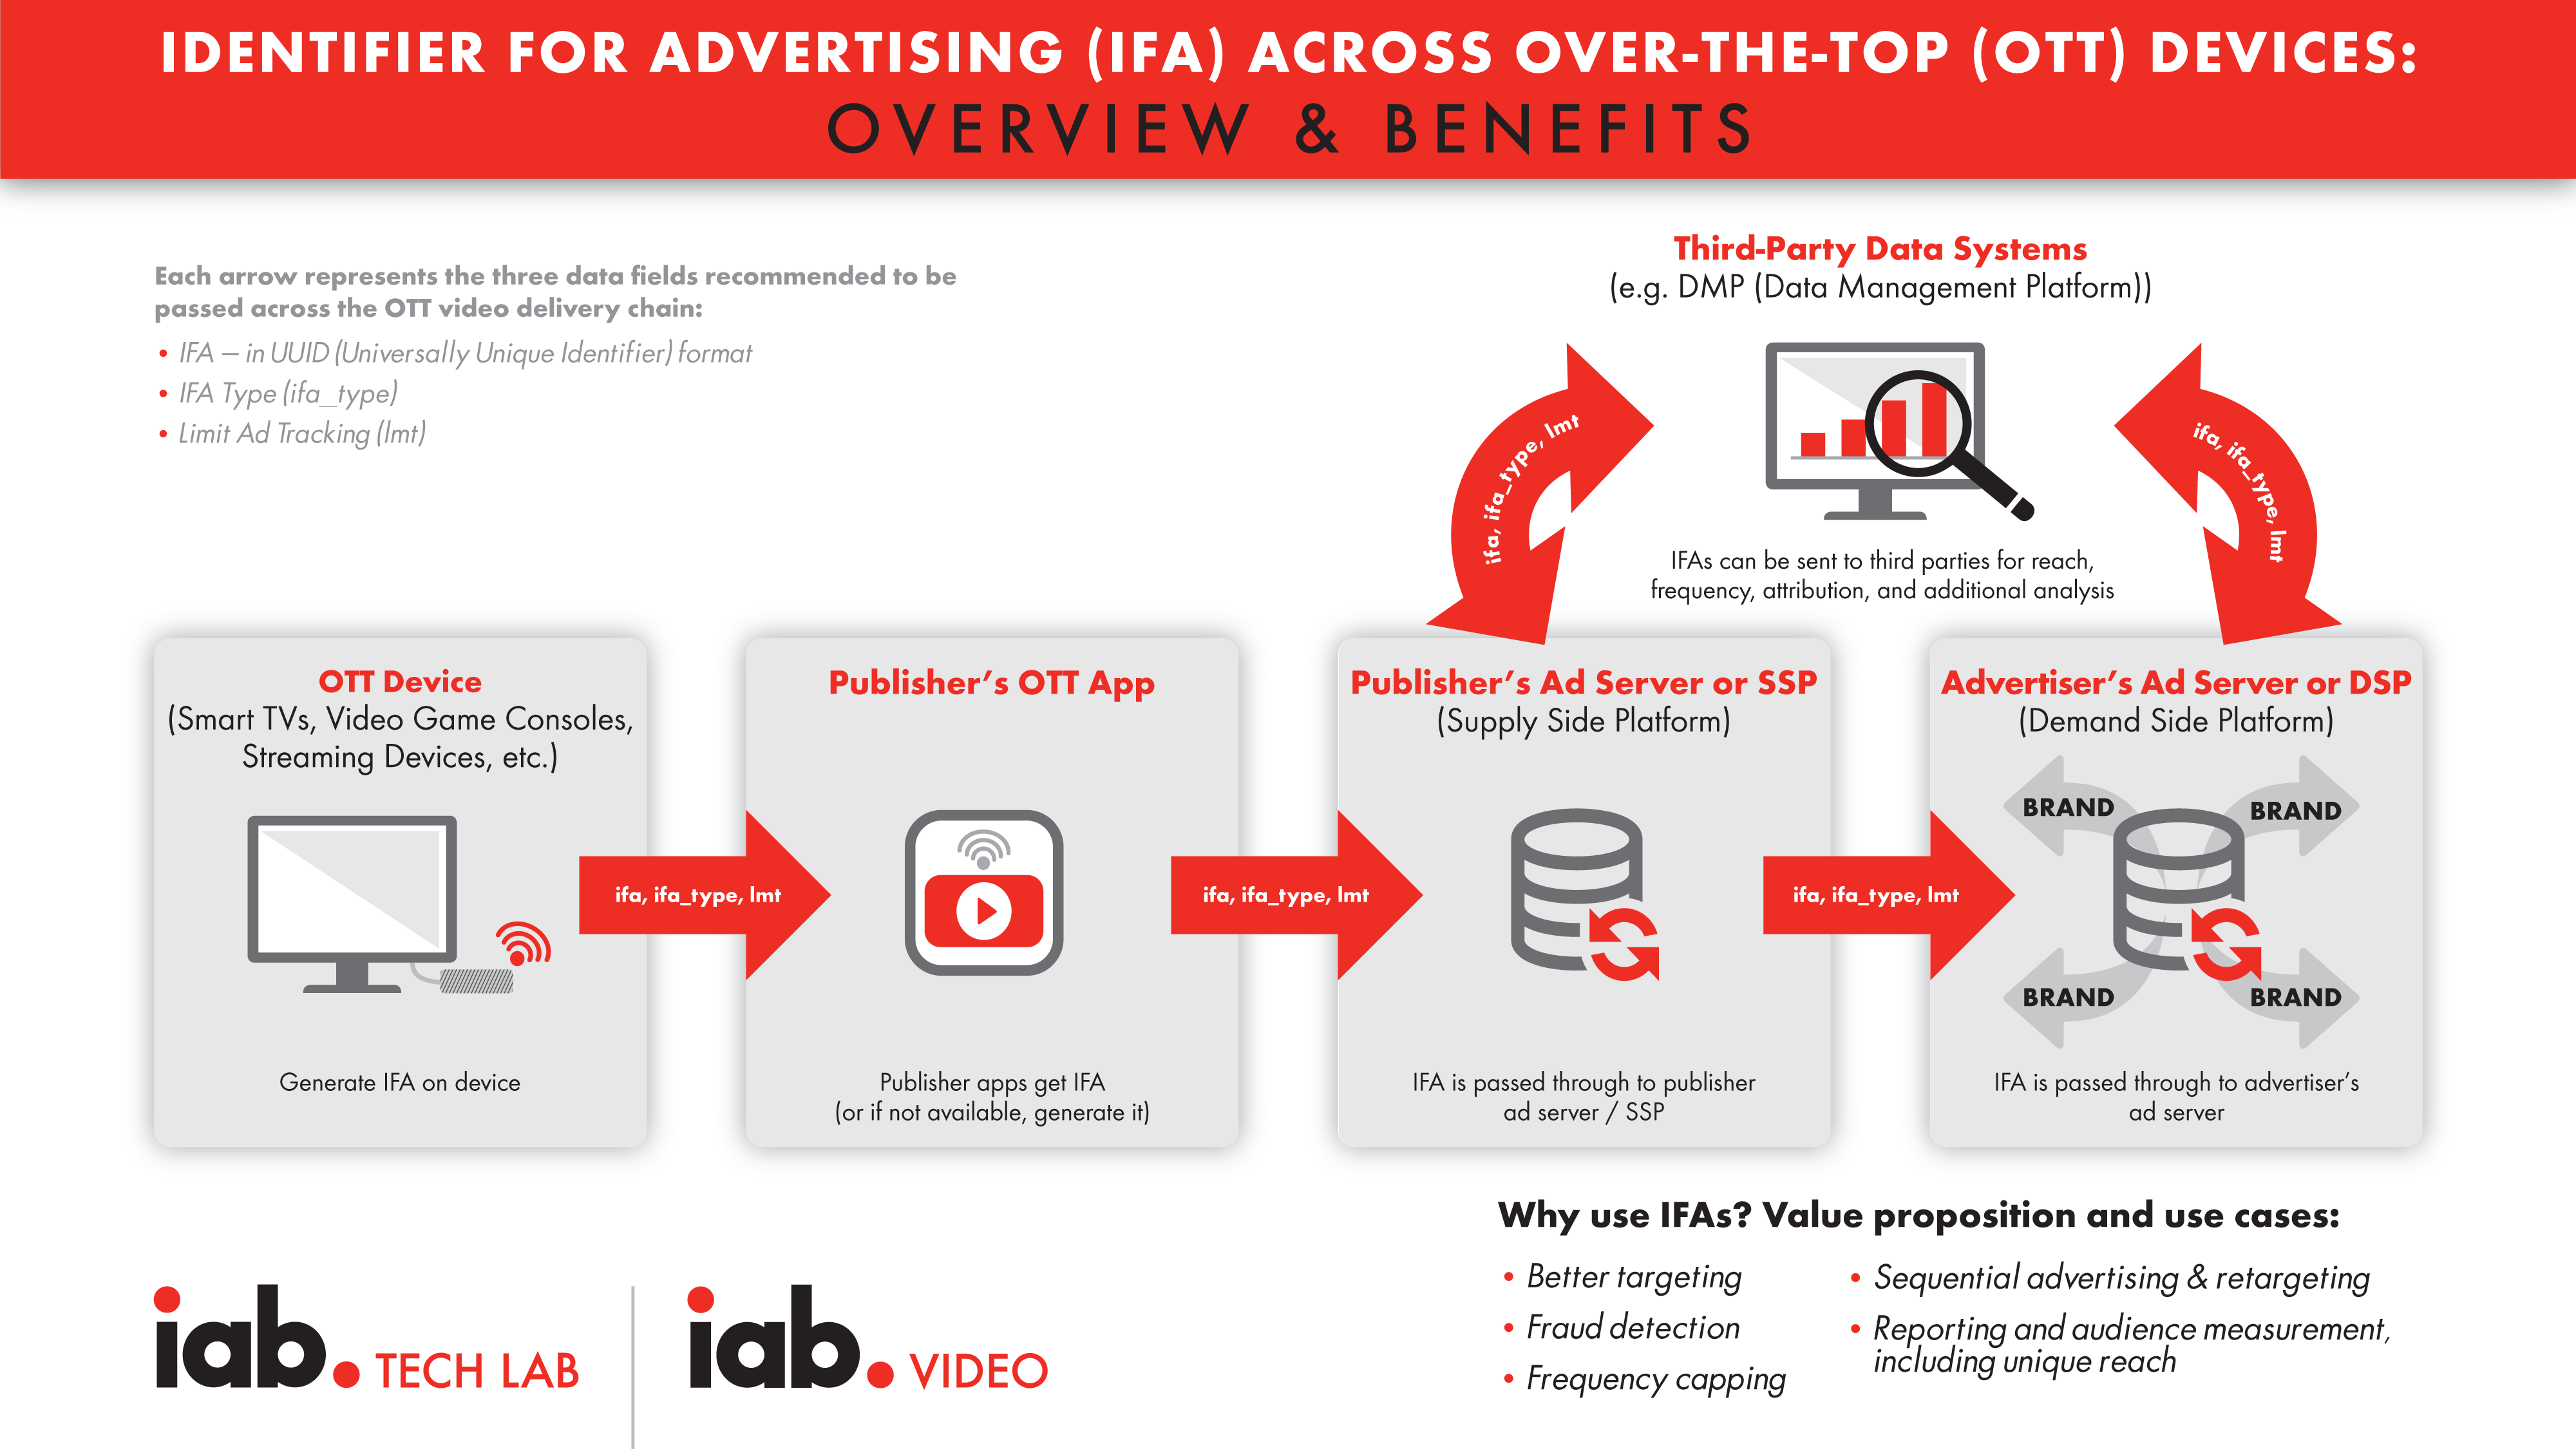 IDENTIFIER FOR ADVERTISING (IFA) ACROSS OVER-THE-TOP (OTT) DEVICES:
OVERVIEW & BENEFITS
Each arrow represents the three data fields recommended to be
passed across the OTT video delivery chain:
• IFA – in UUID (Universally Unique Identifier) format
• IFA Type (ifa_type)
• Limit Ad Tracking (lmt)
Third-Party Data Systems
(e.g. DMP (Data Management Platform))
ifa, ifa_type, lmt
ifa, ifa_type, lmt
IFAs can be sent to third parties for reach,
frequency, attribution, and additional analysis
OTT Device
(Smart TVs, Video Game Consoles,
Streaming Devices, etc.)
Generate IFA on device
ifa, ifa_type, lmt
Publisher's OTT App
Publisher apps get IFA
(or if not available, generate it)
ifa, ifa_type, lmt
Publisher's Ad Server or SSP
(Supply Side Platform)
IFA is passed through to publisher
ad server / SSP
ifa, ifa_type, lmt
Advertiser's Ad Server or DSP
(Demand Side Platform)
BRAND
BRAND
BRAND
BRAND
IFA is passed through to advertiser's
ad server
Why use IFAs? Value proposition and use cases:
• Better targeting
• Fraud detection
• Frequency capping
• Sequential advertising & retargeting
• Reporting and audience measurement,
including unique reach
iab. TECH LAB
iab. VIDEO